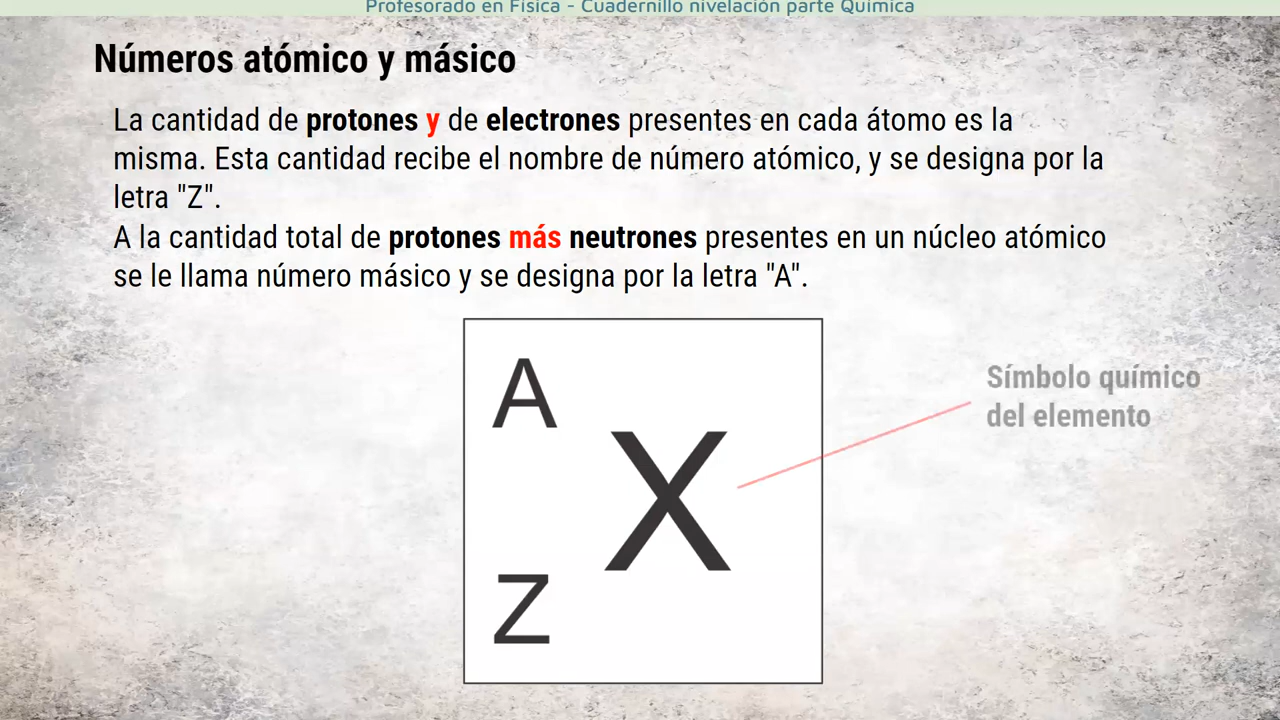 Profesorado en Física - Cuadernillo nivelación parte Química
Números atómico y másico
La cantidad de protones y de electrones presentes en cada átomo es la
misma. Esta cantidad recibe el nombre de número atómico, y se designa por la
letra "Z".
A la cantidad total de protones más neutrones presentes en un núcleo atómico
se le llama número másico y se designa por la letra "A".
A
Símbolo químico
del elemento
X
Z